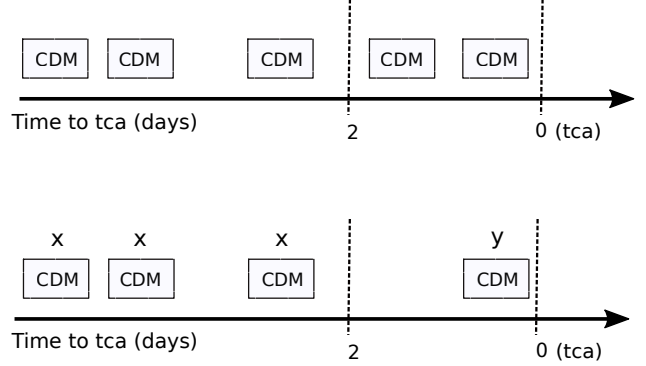 CDM CDM CDM CDM CDM
Time to tca (days)
2 0 (tca)
x x x y
CDM CDM CDM CDM
Time to tca (days)
2 0 (tca)